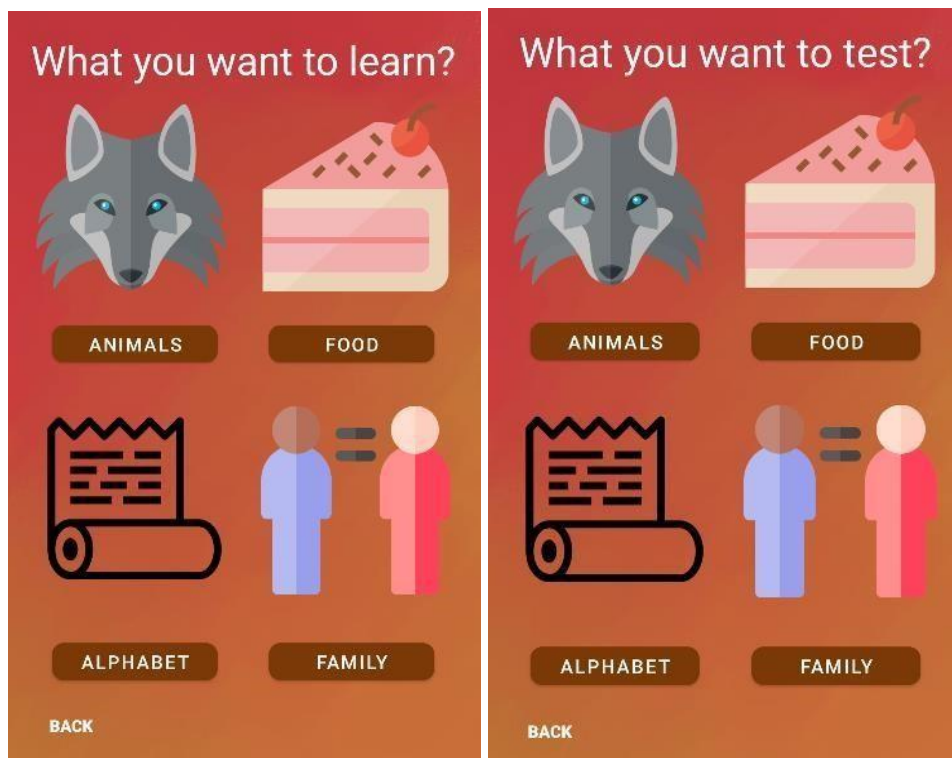 What you want to learn?
ANIMALS
FOOD
ALPHABET
FAMILY
BACK
What you want to test?
ANIMALS
FOOD
ALPHABET
FAMILY
BACK